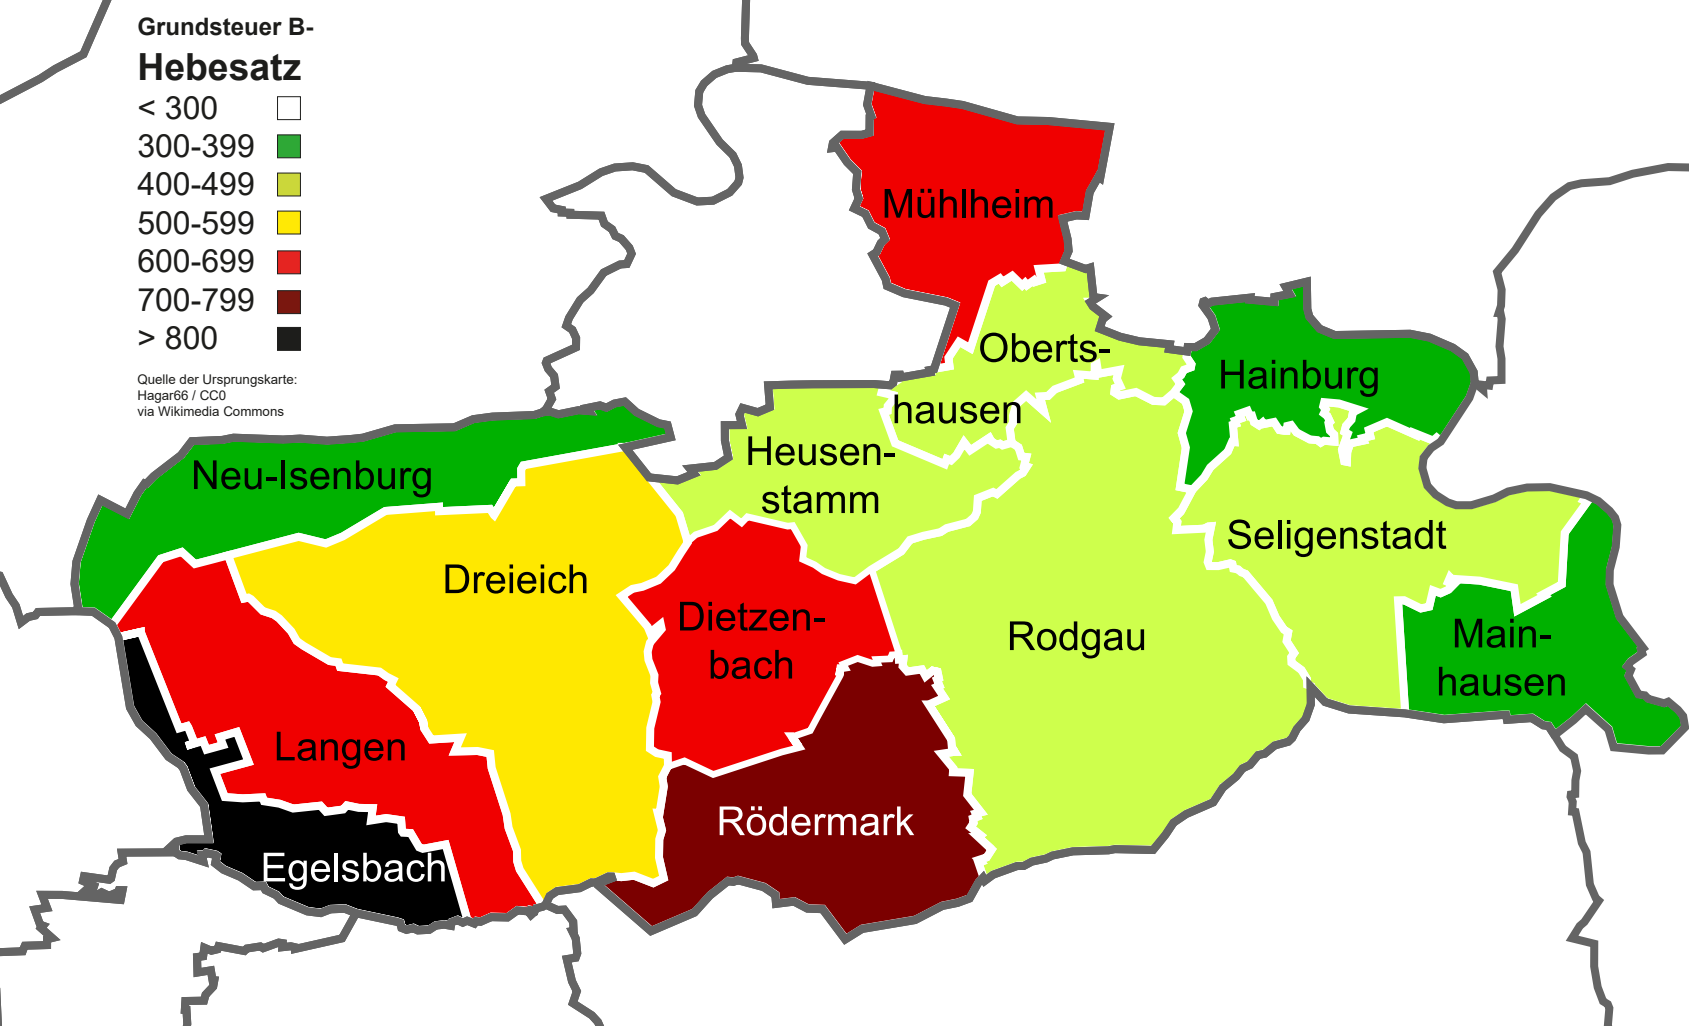 Grundsteuer B-
Hebesatz
< 300
300-399
400-499
500-599
600-699
700-799
> 800
Quelle der Ursprungskarte:
Hagar66 / CC0
via Wikimedia Commons
Mühlheim
Oberts-
hausen
Hainburg
Heusen-
stamm
Neu-Isenburg
Seligenstadt
Dreieich
Dietzen-
bach
Rodgau
Main-
hausen
Langen
Rödermark
Egelsbach